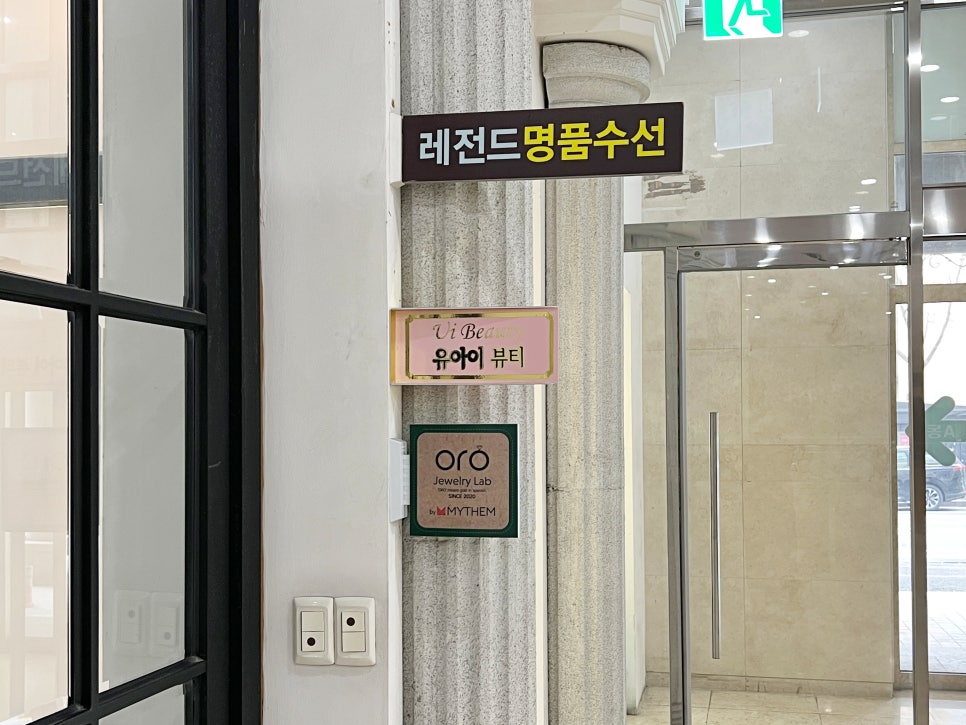 레전드명품수선
Ui Beauty
유아이 뷰티
oro
Jewelry Lab
SINCE 2020
by MYTHEM